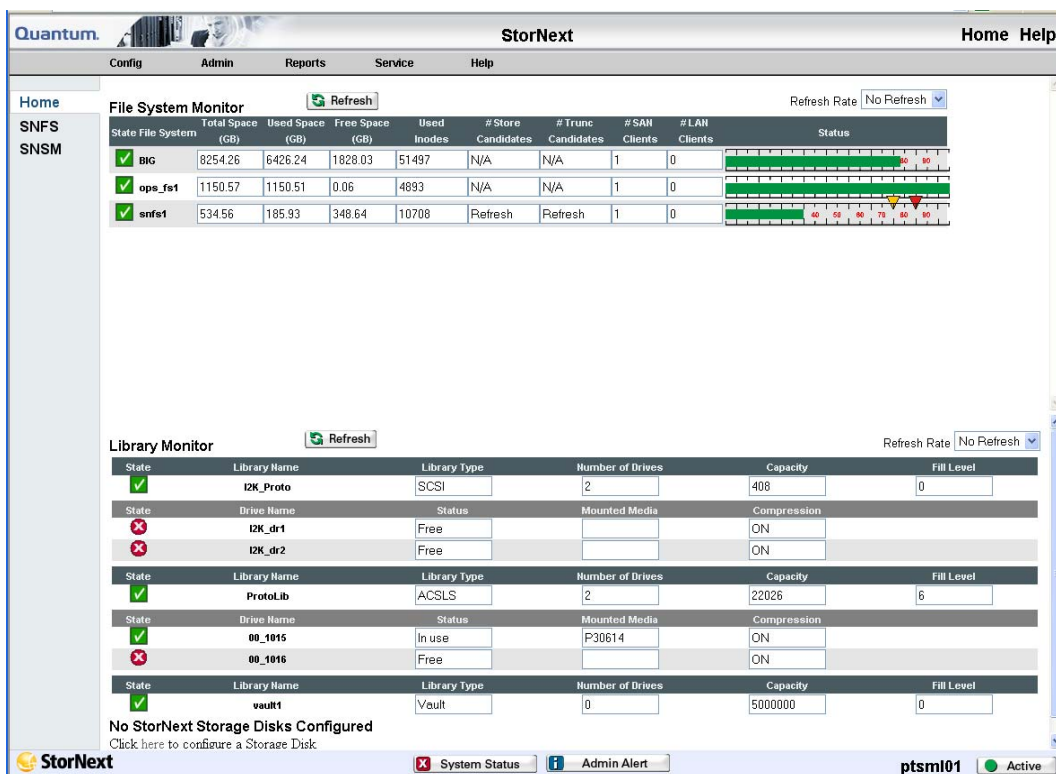 Quantum. StorNext Home Help
Config Admin Reports Service Help
Home
SNFS
SNSM
File System Monitor Refresh Refresh Rate No Refresh
State File System Total Space (GB) Used Space (GB) Free Space (GB) Used Inodes # Store Candidates # Trunc Candidates # SAN Clients # LAN Clients Status
BIG 8254.26 6426.24 1828.03 51497 N/A N/A 1 0 80 90
ops_fs1 1150.57 1150.51 0.06 4893 N/A N/A 1 0
snfs1 534.56 185.93 348.64 10708 Refresh Refresh 1 0 40 50 60 70 80 90
Library Monitor Refresh Refresh Rate No Refresh
State Library Name Library Type Number of Drives Capacity Fill Level
I2K_Proto SCSI 2 408 0
State Drive Name Status Mounted Media Compression
I2K_dr1 Free ON
I2K_dr2 Free ON
State Library Name Library Type Number of Drives Capacity Fill Level
ProtoLib ACSLS 2 22026 6
State Drive Name Status Mounted Media Compression
00_1015 In use P30614 ON
00_1016 Free ON
State Library Name Library Type Number of Drives Capacity Fill Level
vault1 Vault 0 5000000 0
No StorNext Storage Disks Configured
Click here to configure a Storage Disk
StorNext System Status Admin Alert ptsml01 Active